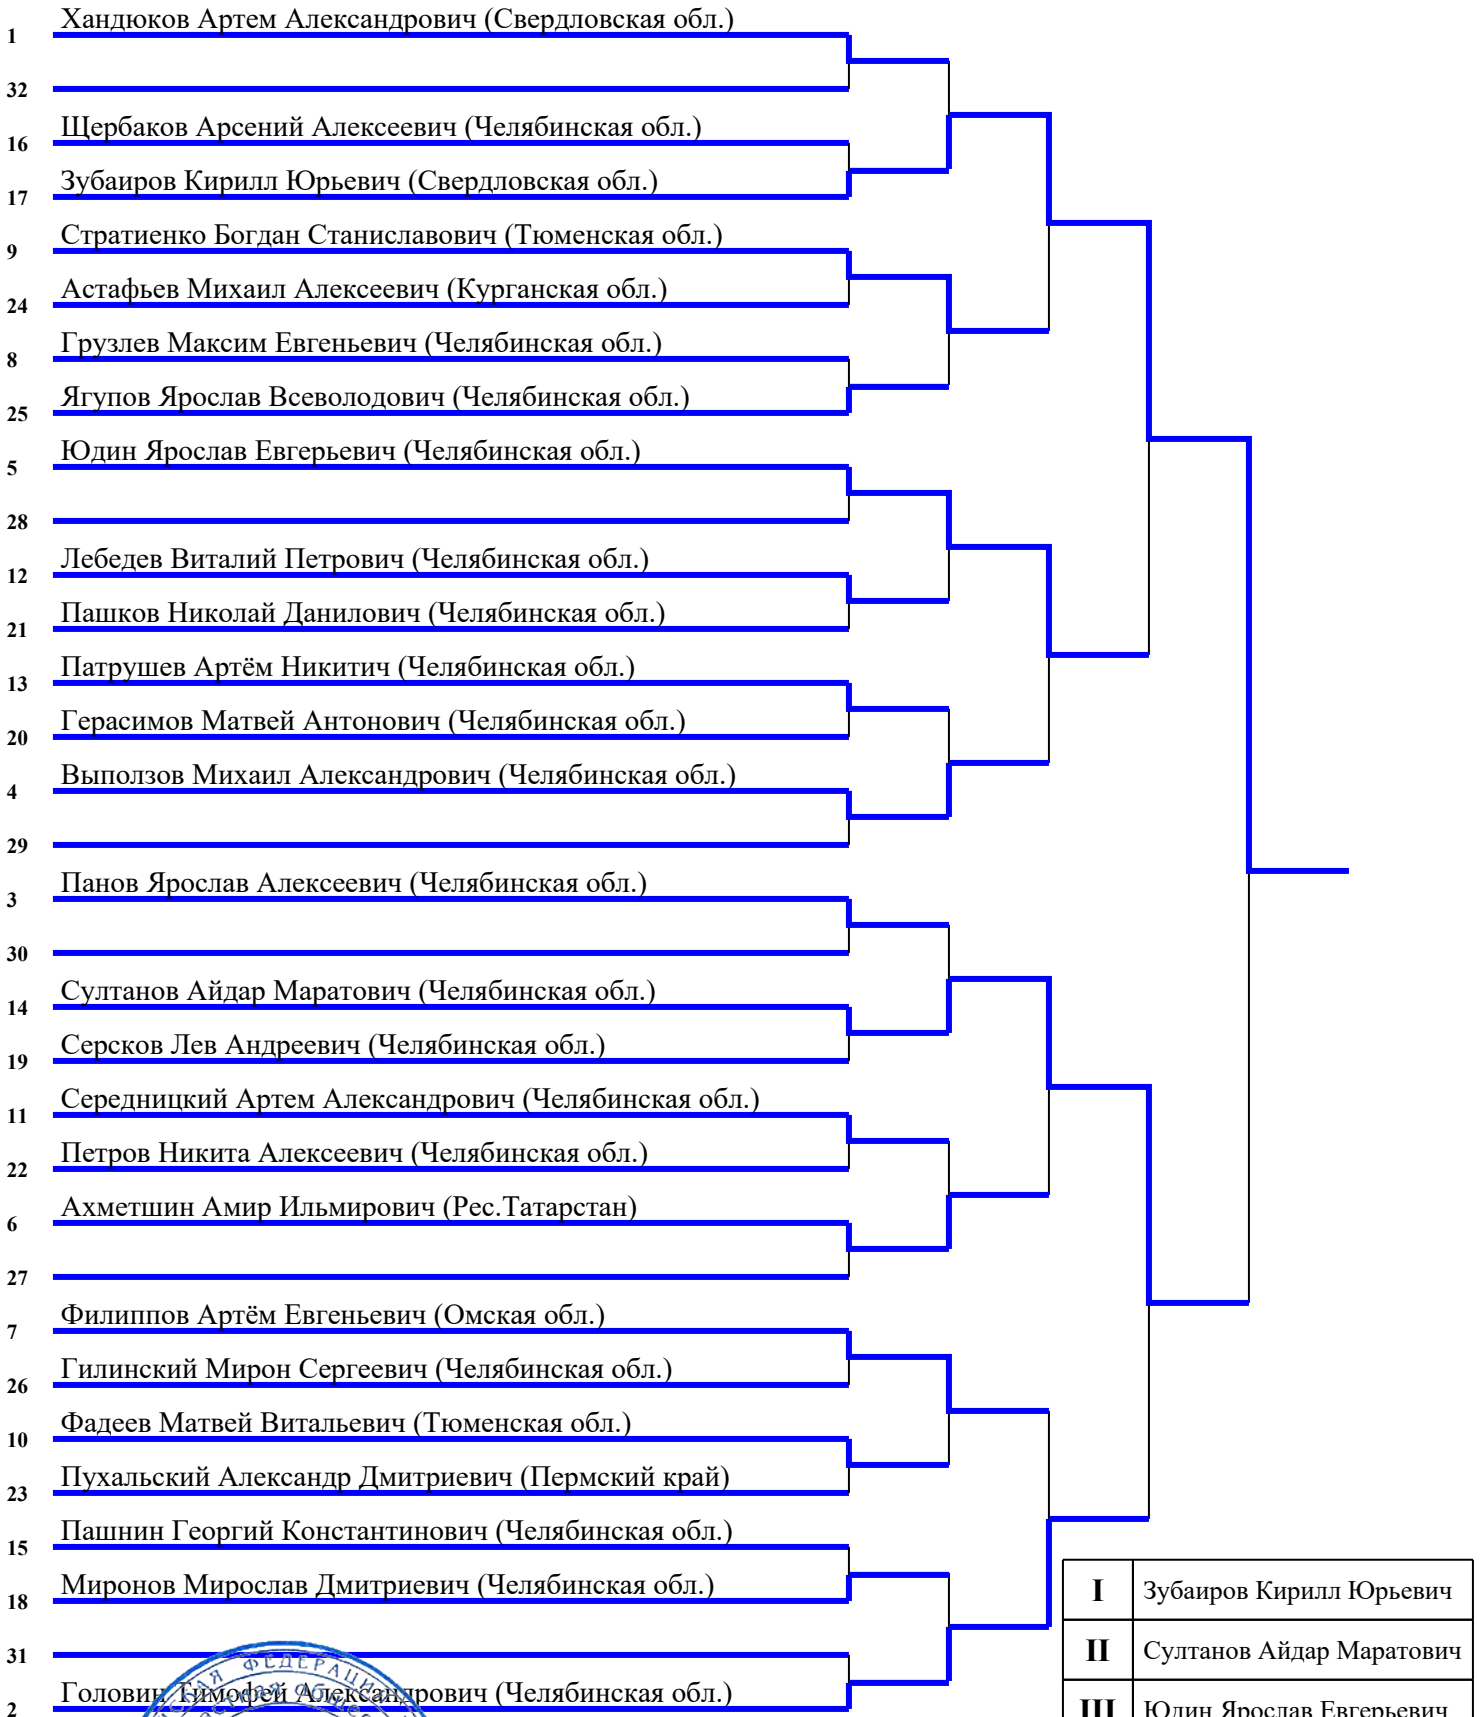 Хандюков Артем Александрович (Свердловская обл.)
1
32
Щербаков Арсений Алексеевич (Челябинская обл.)
16
Зубаиров Кирилл Юрьевич (Свердловская обл.)
17
Стратиенко Богдан Станиславович (Тюменская обл.)
9
Астафьев Михаил Алексеевич (Курганская обл.)
24
Грузлев Максим Евгеньевич (Челябинская обл.)
8
Ягупов Ярослав Всеволодович (Челябинская обл.)
25
Юдин Ярослав Евгерьевич (Челябинская обл.)
5
28
Лебедев Виталий Петрович (Челябинская обл.)
12
Пашков Николай Данилович (Челябинская обл.)
21
Патрушев Артём Никитич (Челябинская обл.)
13
Герасимов Матвей Антонович (Челябинская обл.)
20
Выползов Михаил Александрович (Челябинская обл.)
4
29
Панов Ярослав Алексеевич (Челябинская обл.)
3
30
Султанов Айдар Маратович (Челябинская обл.)
14
Серсков Лев Андреевич (Челябинская обл.)
19
Середницкий Артем Александрович (Челябинская обл.)
11
Петров Никита Алексеевич (Челябинская обл.)
22
Ахметшин Амир Ильмирович (Рес.Татарстан)
6
27
Филиппов Артём Евгеньевич (Омская обл.)
7
Гилинский Мирон Сергеевич (Челябинская обл.)
26
Фадеев Матвей Витальевич (Тюменская обл.)
10
Пухальский Александр Дмитриевич (Пермский край)
23
Пашнин Георгий Константинович (Челябинская обл.)
15
Миронов Мирослав Дмитриевич (Челябинская обл.)
18
31
Головин Тимофей Александрович (Челябинская обл.)
2
I Зубаиров Кирилл Юрьевич
II Султанов Айдар Маратович
III Юдин Ярослав Евгерьевич